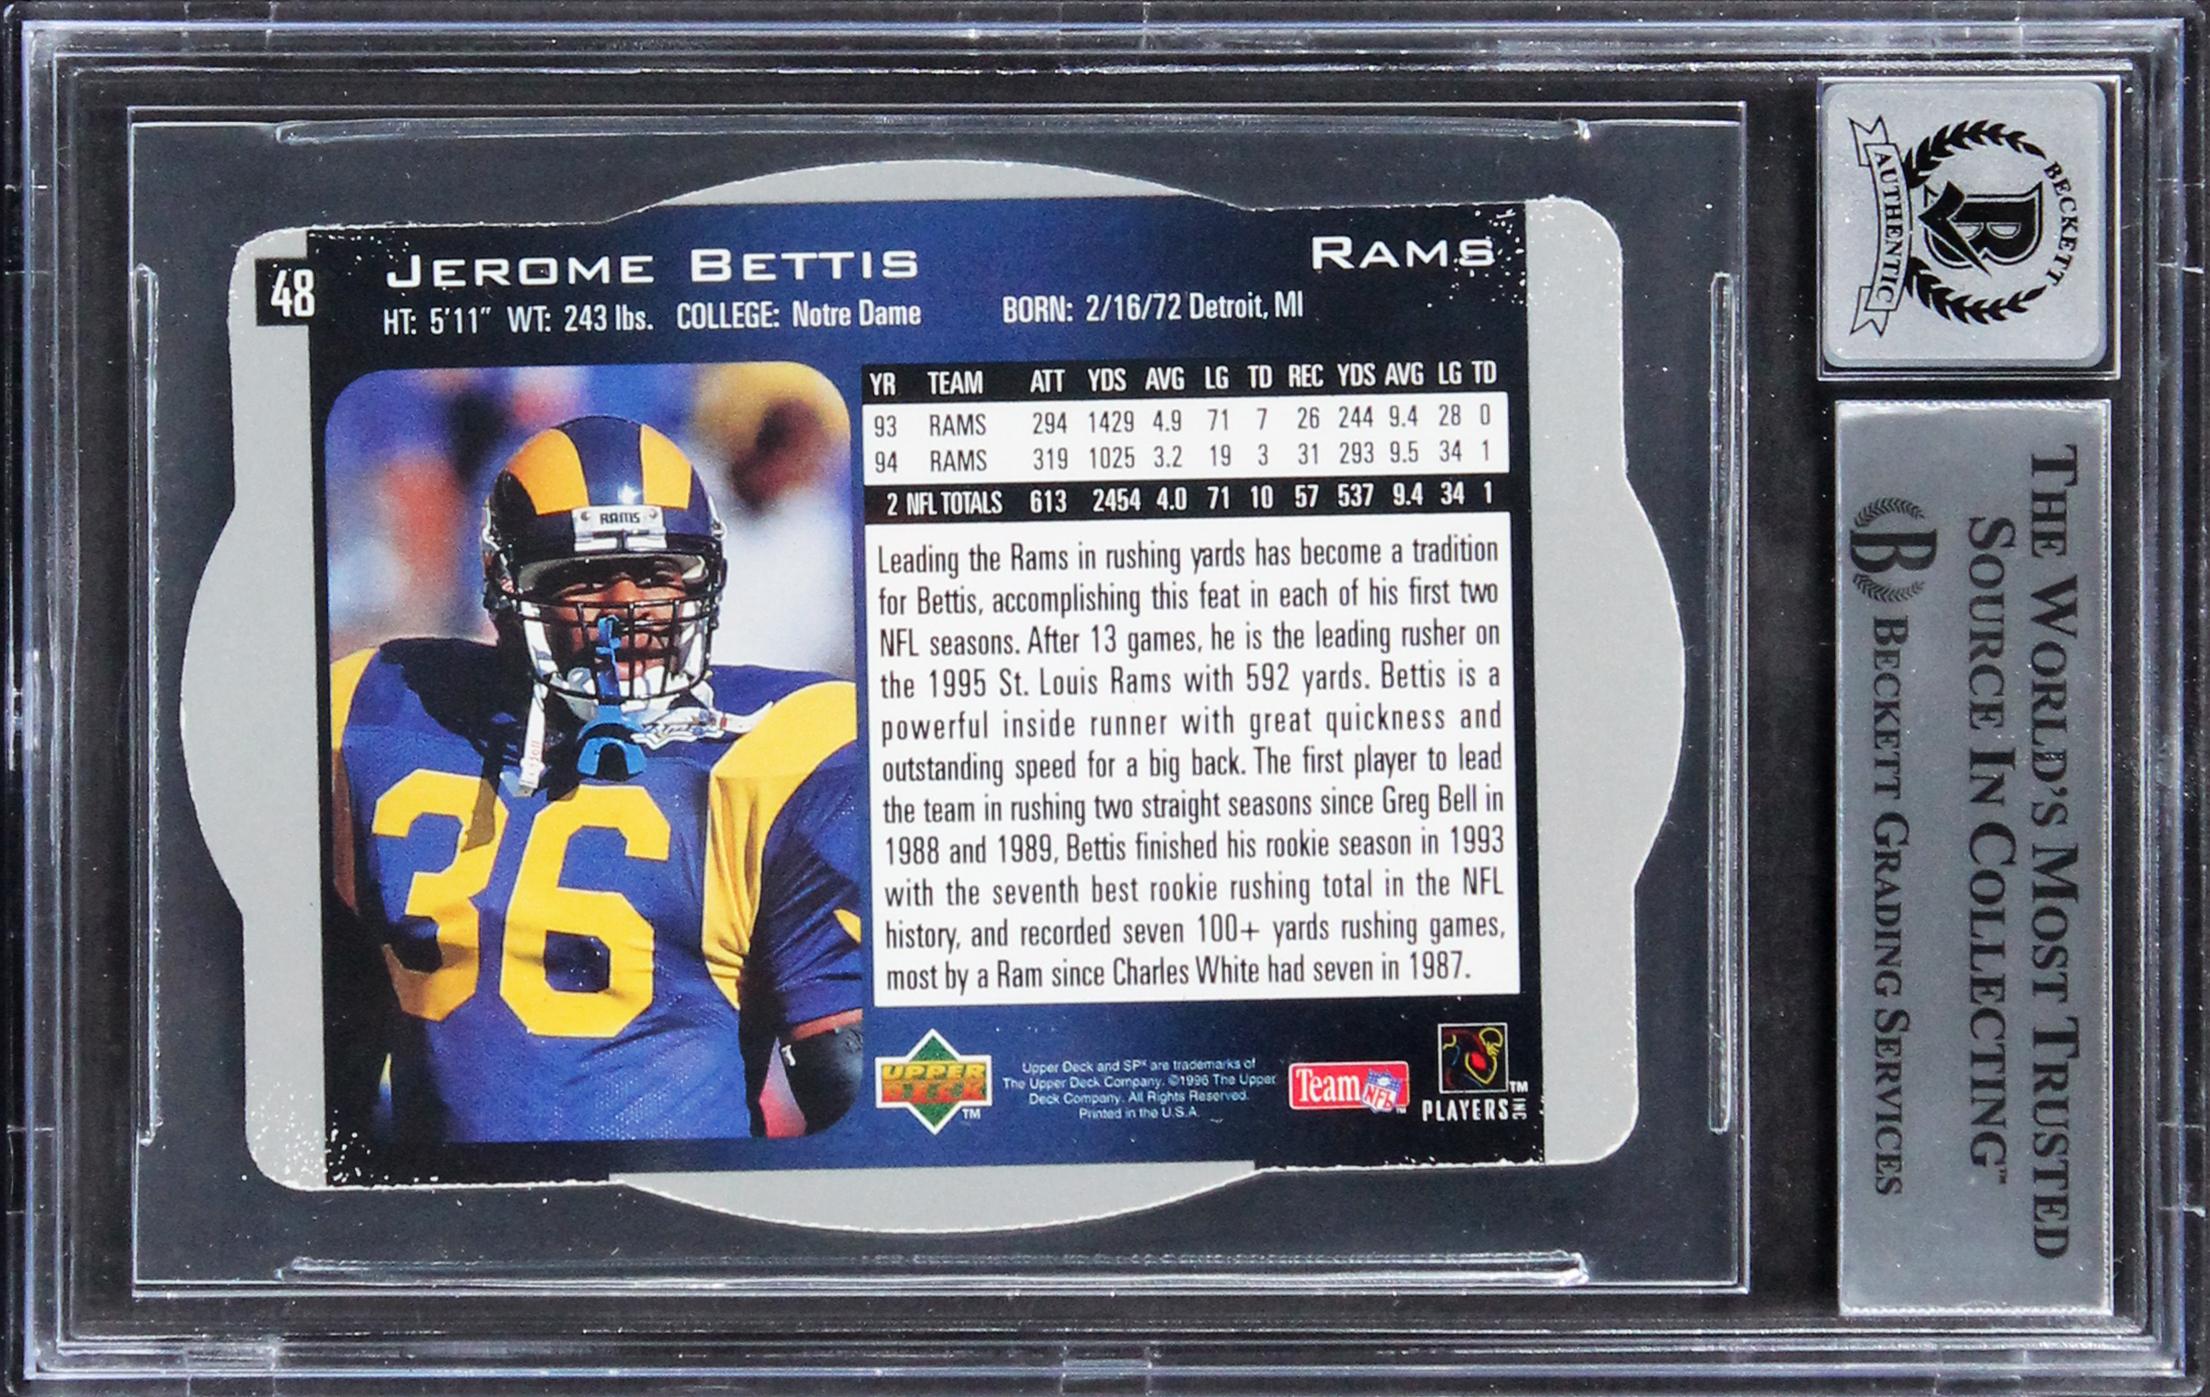 48
JEROME BETTIS
RAMS
HT: 5'11" WT: 243 lbs. COLLEGE: Notre Dame BORN: 2/16/72 Detroit, MI
YR TEAM ATT YDS AVG LG TD REC YDS AVG LG TD
93 RAMS 294 1429 4.9 71 7 26 244 9.4 28 0
94 RAMS 319 1025 3.2 19 3 31 293 9.5 34 1
2 NFL TOTALS 613 2454 4.0 71 10 57 537 9.4 34 1
Leading the Rams in rushing yards has become a tradition
for Bettis, accomplishing this feat in each of his first two
NFL seasons. After 13 games, he is the leading rusher on
the 1995 St. Louis Rams with 592 yards. Bettis is a
powerful inside runner with great quickness and
outstanding speed for a big back. The first player to lead
the team in rushing two straight seasons since Greg Bell in
1988 and 1989, Bettis finished his rookie season in 1993
with the seventh best rookie rushing total in the NFL
history, and recorded seven 100+ yards rushing games,
most by a Ram since Charles White had seven in 1987.
RAMS
36
UPPER
DECK
TM
Upper Deck and SPx are trademarks of
The Upper Deck Company. ©1996 The Upper
Deck Company. All Rights Reserved.
Printed in the U.S.A.
Team NFL
TM
PLAYERS INC
BECKETT
B
AUTHENTIC
THE WORLD'S MOST TRUSTED
SOURCE IN COLLECTING™
B BECKETT GRADING SERVICES